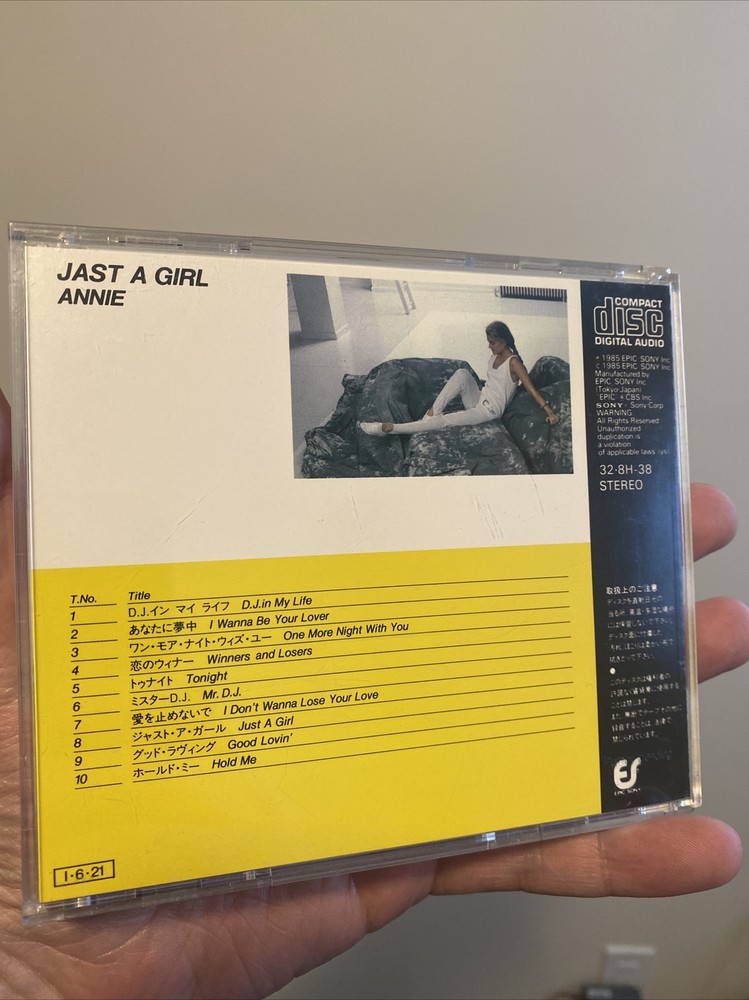 JAST A GIRL
ANNIE
COMPACT
disc
DIGITAL AUDIO
℗ 1985 EPIC SONY Inc
© 1985 EPIC SONY Inc
Manufactured by
EPIC SONY Inc
(Tokyo Japan)
SONY Sony Corp
WARNING
All Rights Reserved
Unauthorized
duplication is
a violation
of applicable laws
32·8H-38
STEREO
T.No. Title
1 D.J.イン マイ ライフ D.J.in My Life
2 あなたに夢中 I Wanna Be Your Lover
3 ワン・モア・ナイト・ウィズ・ユー One More Night With You
4 恋のウィナー Winners and Losers
5 トゥナイト Tonight
6 ミスターD.J. Mr. D.J.
7 愛を止めないで I Don't Wanna Lose Your Love
8 ジャスト・ア・ガール Just A Girl
9 グッド・ラヴィング Good Lovin'
10 ホールド・ミー Hold Me
取扱上のご注意
EPIC SONY
I·6·21